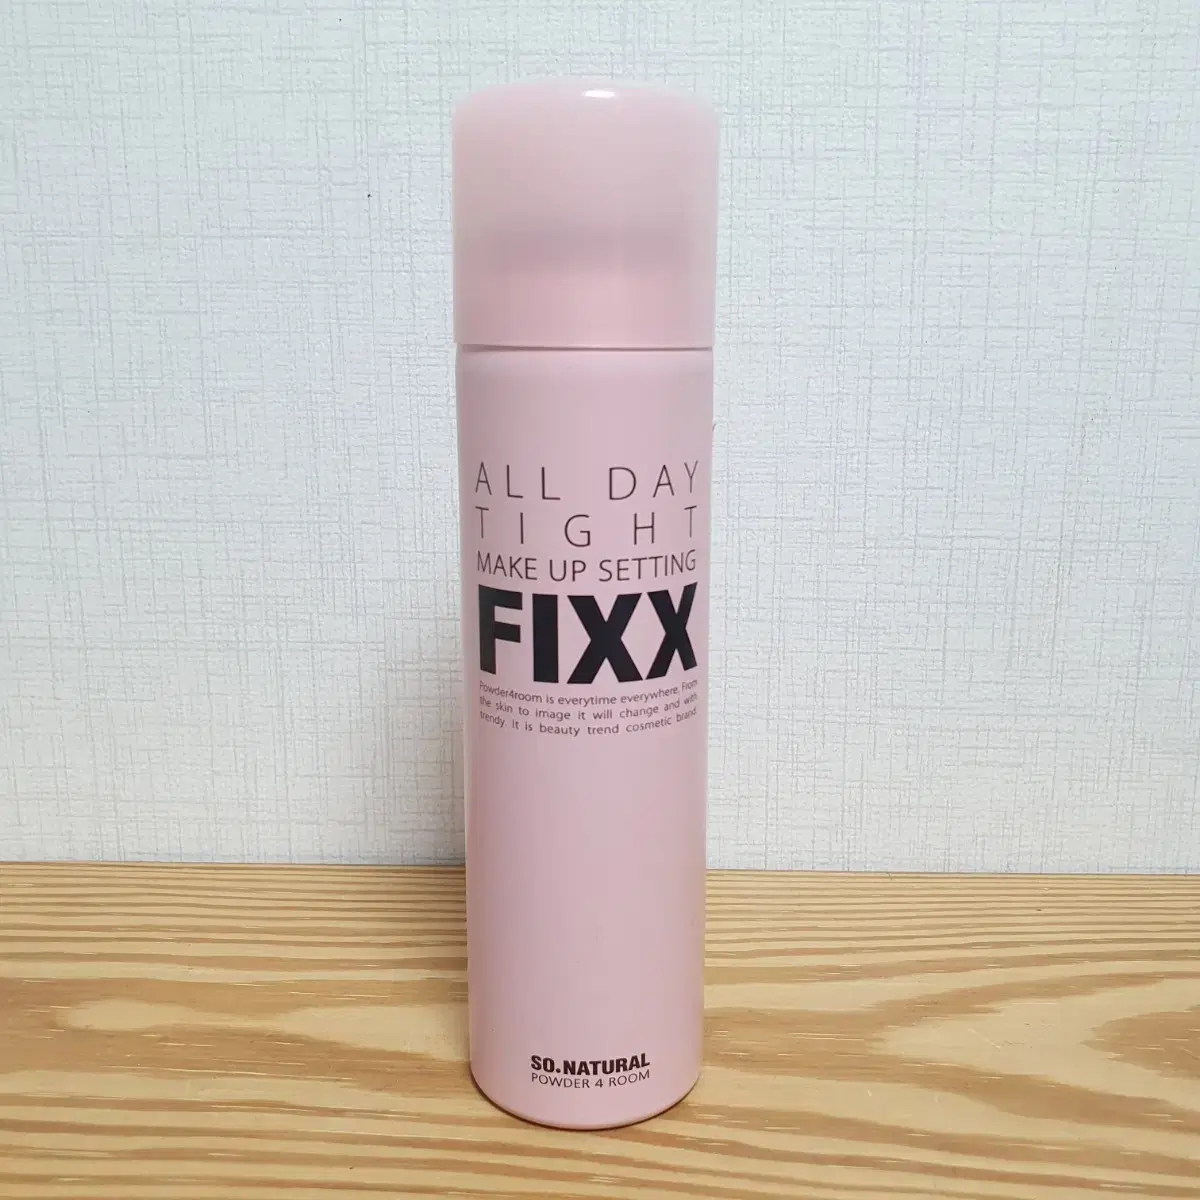 ALL DAY
TIGHT
MAKE UP SETTING
FIXX
Powder4room is everytime everywhere. From
the skin to image it will change and with
trendy. it is beauty trend cosmetic brand.
SO.NATURAL
POWDER 4 ROOM